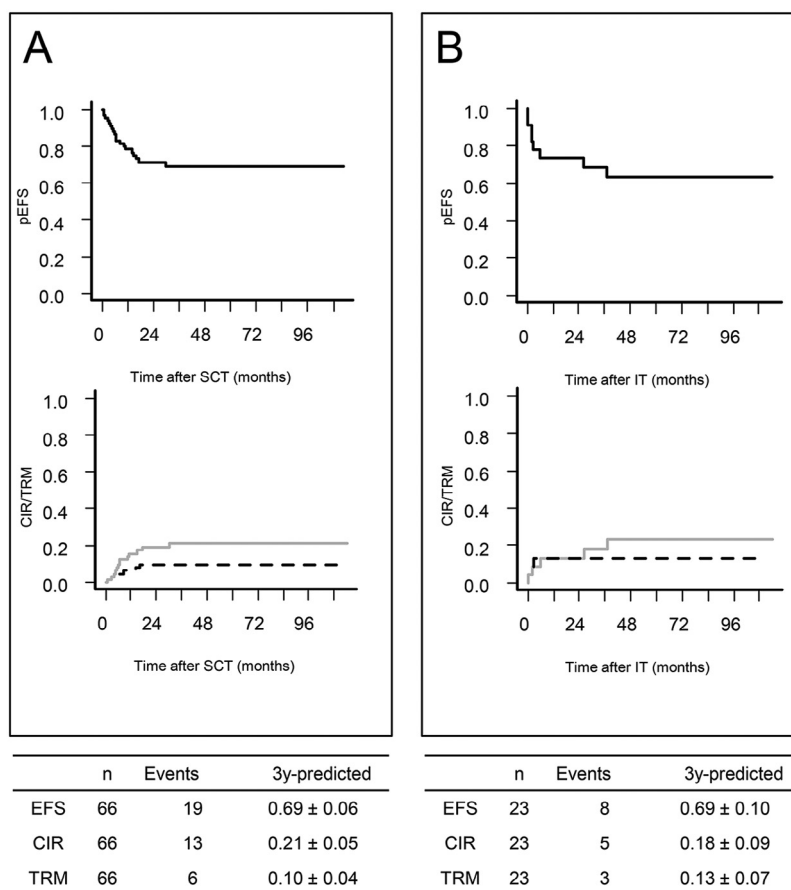 A
1.0
0.8
0.6
0.4
0.2
0.0
pEFS
0 24 48 72 96
Time after SCT (months)
1.0
0.8
0.6
0.4
0.2
0.0
CIR/TRM
0 24 48 72 96
Time after SCT (months)
n Events 3y-predicted
EFS 66 19 0.69 ± 0.06
CIR 66 13 0.21 ± 0.05
TRM 66 6 0.10 ± 0.04
B
1.0
0.8
0.6
0.4
0.2
0.0
pEFS
0 24 48 72 96
Time after IT (months)
1.0
0.8
0.6
0.4
0.2
0.0
CIR/TRM
0 24 48 72 96
Time after IT (months)
n Events 3y-predicted
EFS 23 8 0.69 ± 0.10
CIR 23 5 0.18 ± 0.09
TRM 23 3 0.13 ± 0.07